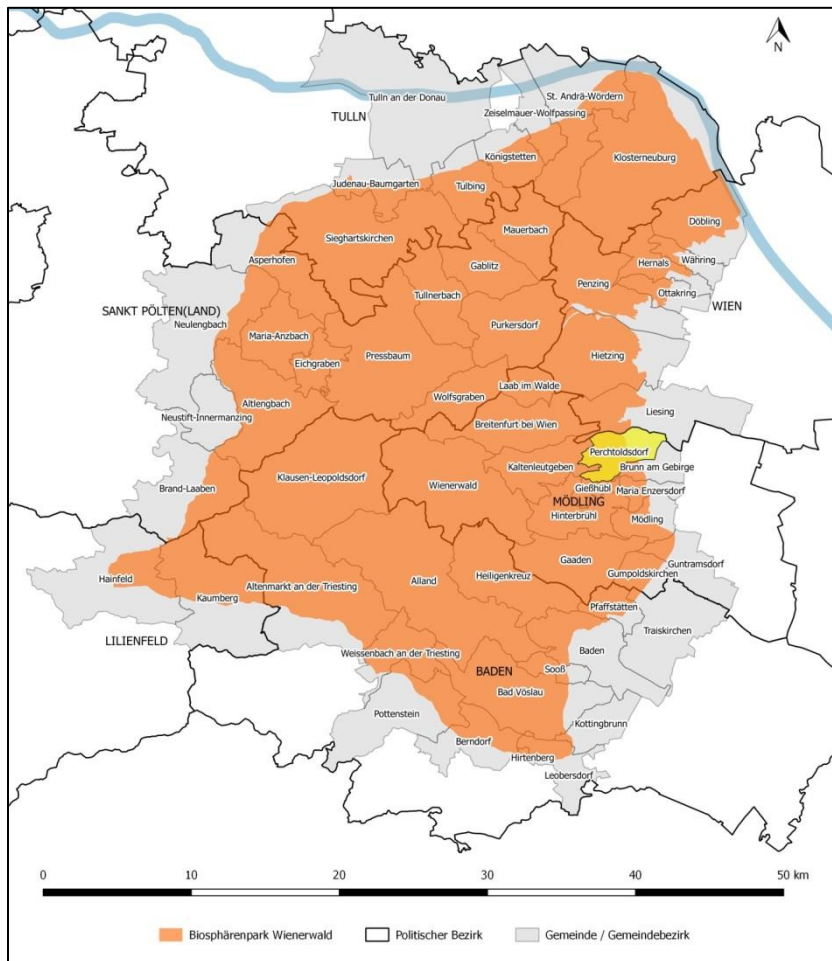 N
St. Andrä-Wördern
Tulln an der Donau
Zeiselmauer-Wolfpassing
TULLN
Königstetten
Klosterneuburg
Judenau-Baumgarten
Tulbing
Döbling
Mauerbach
Sieghartskirchen
Währing
Asperhofen
Hernals
Gablitz
Penzing
Ottakring
Tullnerbach
WIEN
SANKT PÖLTEN(LAND)
Neulengbach
Purkersdorf
Maria-Anzbach
Pressbaum
Hietzing
Eichgraben
Laab im Walde
Wolfsgraben
Altlengbach
Liesing
Neustift-Innermanzing
Breitenfurt bei Wien
Perchtoldsdorf
Kaltenleutgeben
Brunn am Gebirge
Klausen-Leopoldsdorf
Wienerwald
Brand-Laaben
Gießhübl
Maria Enzersdorf
MÖDLING
Hinterbrühl
Mödling
Gaaden
Guntramsdorf
Hainfeld
Alland
Heiligenkreuz
Gumpoldskirchen
Altenmarkt an der Triesting
Kaumberg
Pfaffstätten
Traiskirchen
LILIENFELD
Baden
Weissenbach an der Triesting
Sooß
BADEN
Bad Vöslau
Pottenstein
Kottingbrunn
Berndorf
Hirtenberg
Leobersdorf
0 10 20 30 40 50 km
Biosphärenpark Wienerwald Politischer Bezirk Gemeinde / Gemeindebezirk